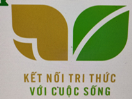 KẾT NỐI TRI THỨC
VỚI CUỘC SỐNG